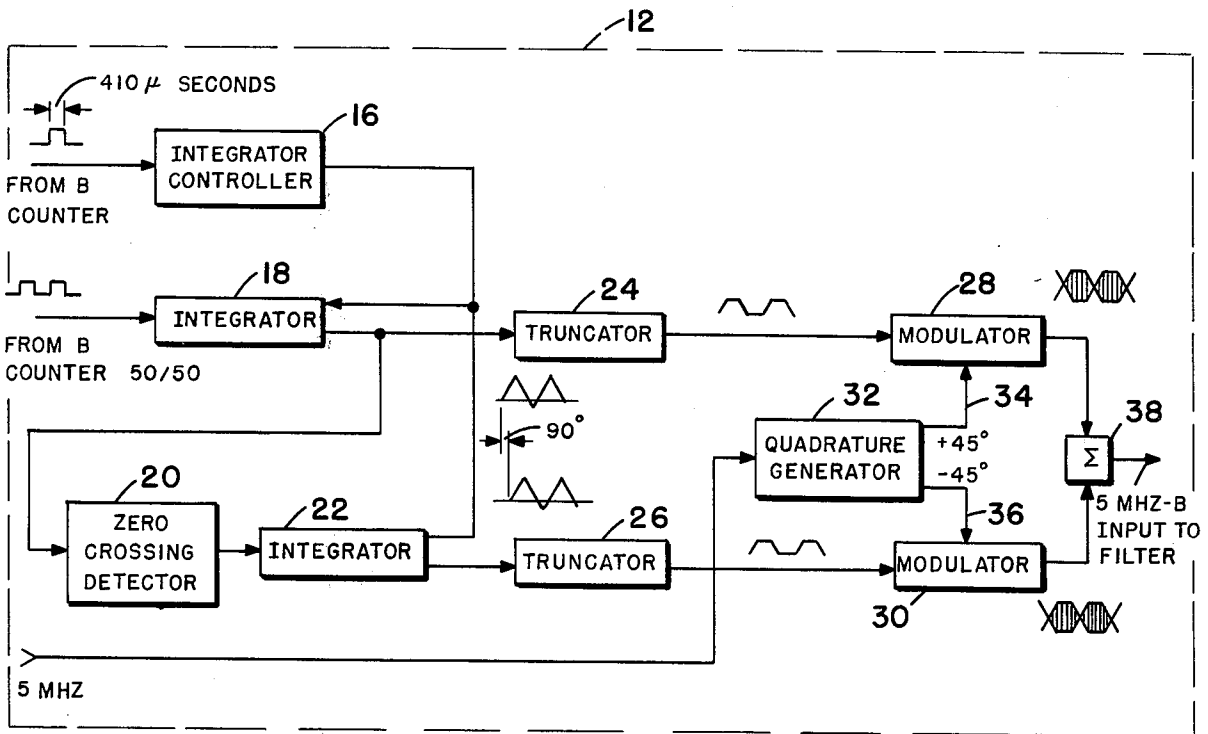 12
410 μ SECONDS
16
INTEGRATOR
CONTROLLER
FROM B
COUNTER
18
INTEGRATOR
FROM B
COUNTER 50/50
24
TRUNCATOR
28
MODULATOR
90°
32
QUADRATURE
GENERATOR
34
+45°
-45°
38
Σ
5 MHZ-B
INPUT TO
FILTER
20
ZERO
CROSSING
DETECTOR
22
INTEGRATOR
26
TRUNCATOR
36
MODULATOR
30
5 MHZ